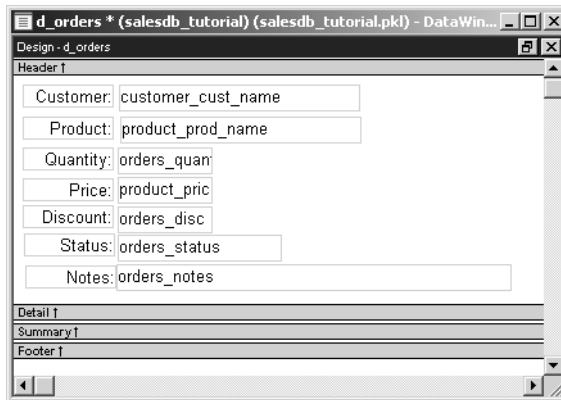 d_orders * (salesdb_tutorial) (salesdb_tutorial.pkl) - DataWin...
Design - d_orders
Header ↑
Customer: customer_cust_name
Product: product_prod_name
Quantity: orders_quan
Price: product_pric
Discount: orders_disc
Status: orders_status
Notes: orders_notes
Detail ↑
Summary ↑
Footer ↑